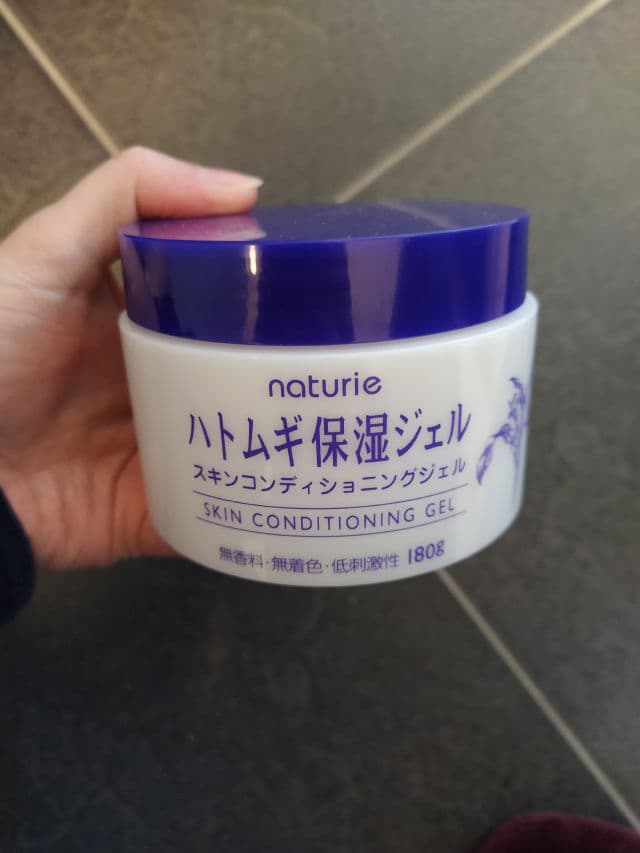 naturie
ハトムギ保湿ジェル
スキンコンディショニングジェル
SKIN CONDITIONING GEL
無香料・無着色・低刺激性 180g